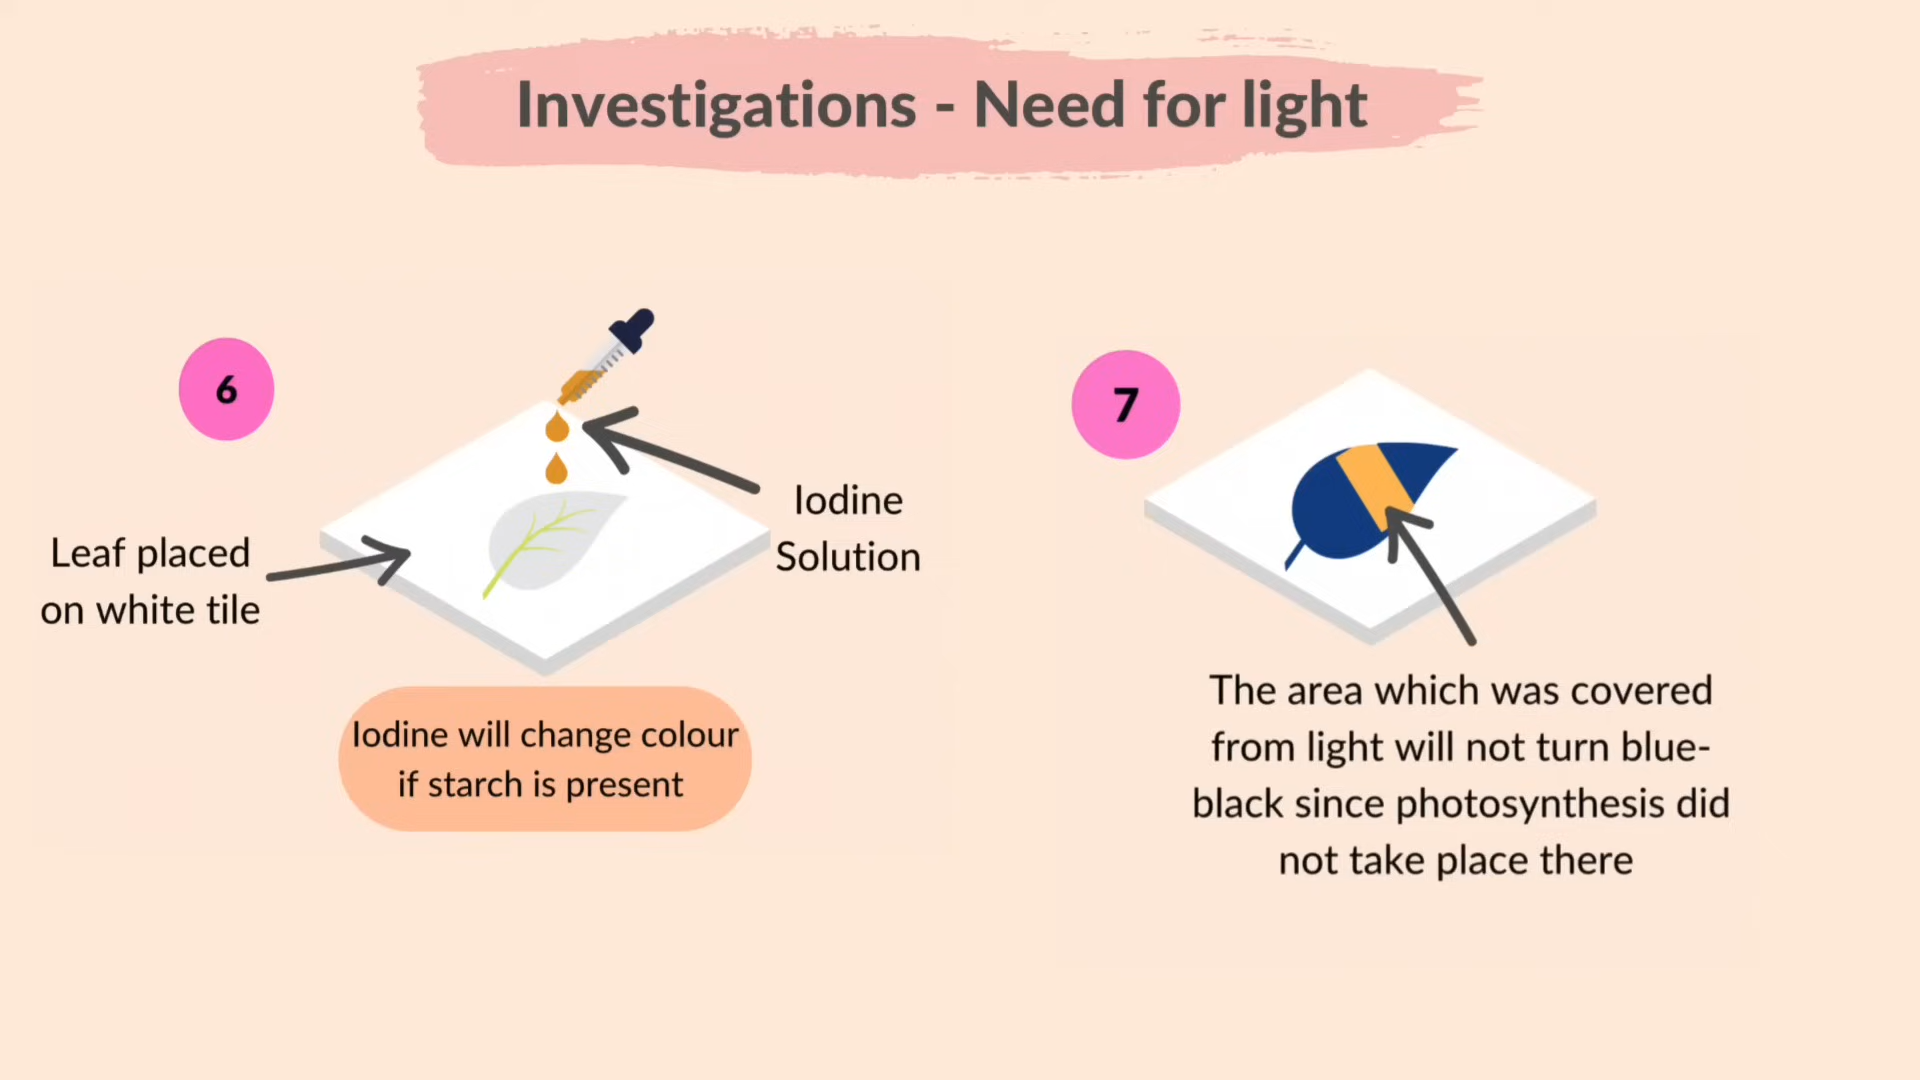 Investigations - Need for light
6
Leaf placed
on white tile
Iodine
Solution
Iodine will change colour
if starch is present
7
The area which was covered
from light will not turn blue-
black since photosynthesis did
not take place there